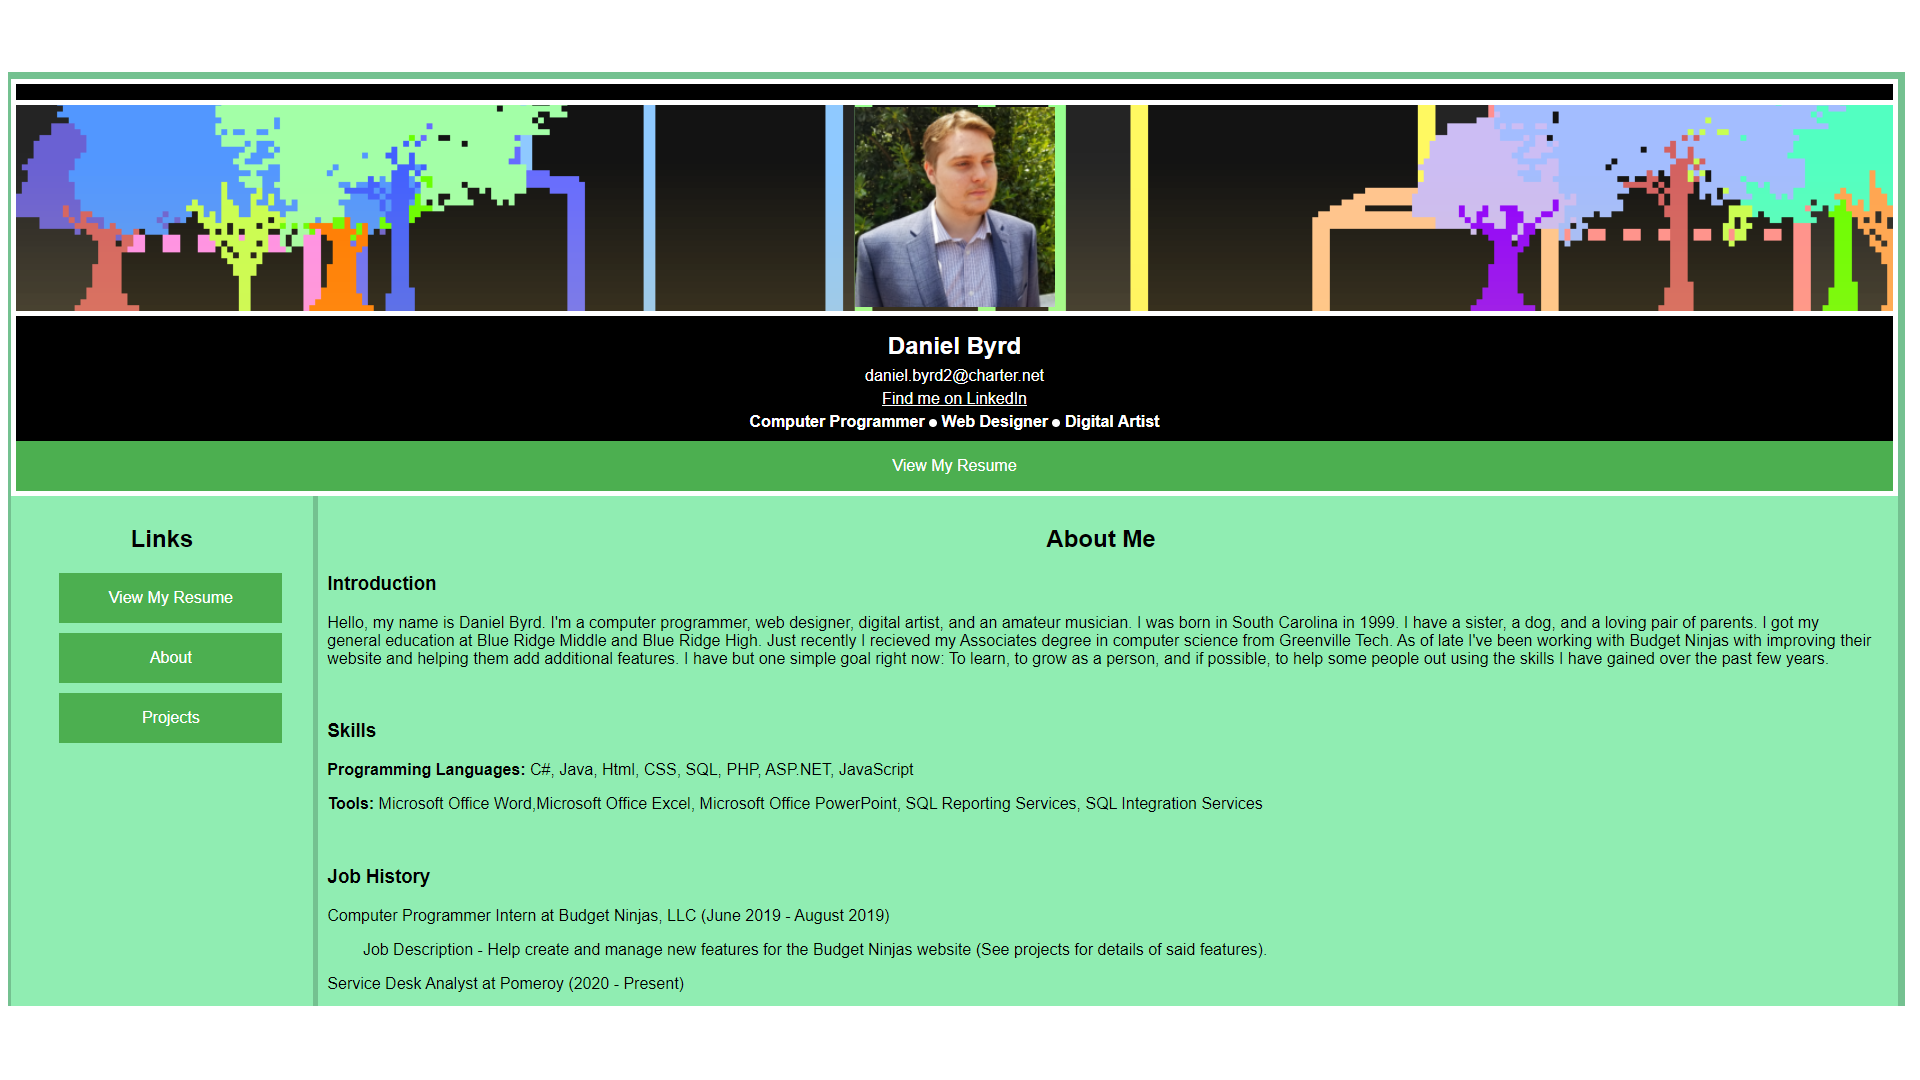 Daniel Byrd
daniel.byrd2@charter.net
Find me on LinkedIn
Computer Programmer ● Web Designer ● Digital Artist
View My Resume
Links
View My Resume
About
Projects
About Me
Introduction
Hello, my name is Daniel Byrd. I'm a computer programmer, web designer, digital artist, and an amateur musician. I was born in South Carolina in 1999. I have a sister, a dog, and a loving pair of parents. I got my
general education at Blue Ridge Middle and Blue Ridge High. Just recently I recieved my Associates degree in computer science from Greenville Tech. As of late I've been working with Budget Ninjas with improving their
website and helping them add additional features. I have but one simple goal right now: To learn, to grow as a person, and if possible, to help some people out using the skills I have gained over the past few years.
Skills
Programming Languages: C#, Java, Html, CSS, SQL, PHP, ASP.NET, JavaScript
Tools: Microsoft Office Word,Microsoft Office Excel, Microsoft Office PowerPoint, SQL Reporting Services, SQL Integration Services
Job History
Computer Programmer Intern at Budget Ninjas, LLC (June 2019 - August 2019)
Job Description - Help create and manage new features for the Budget Ninjas website (See projects for details of said features).
Service Desk Analyst at Pomeroy (2020 - Present)